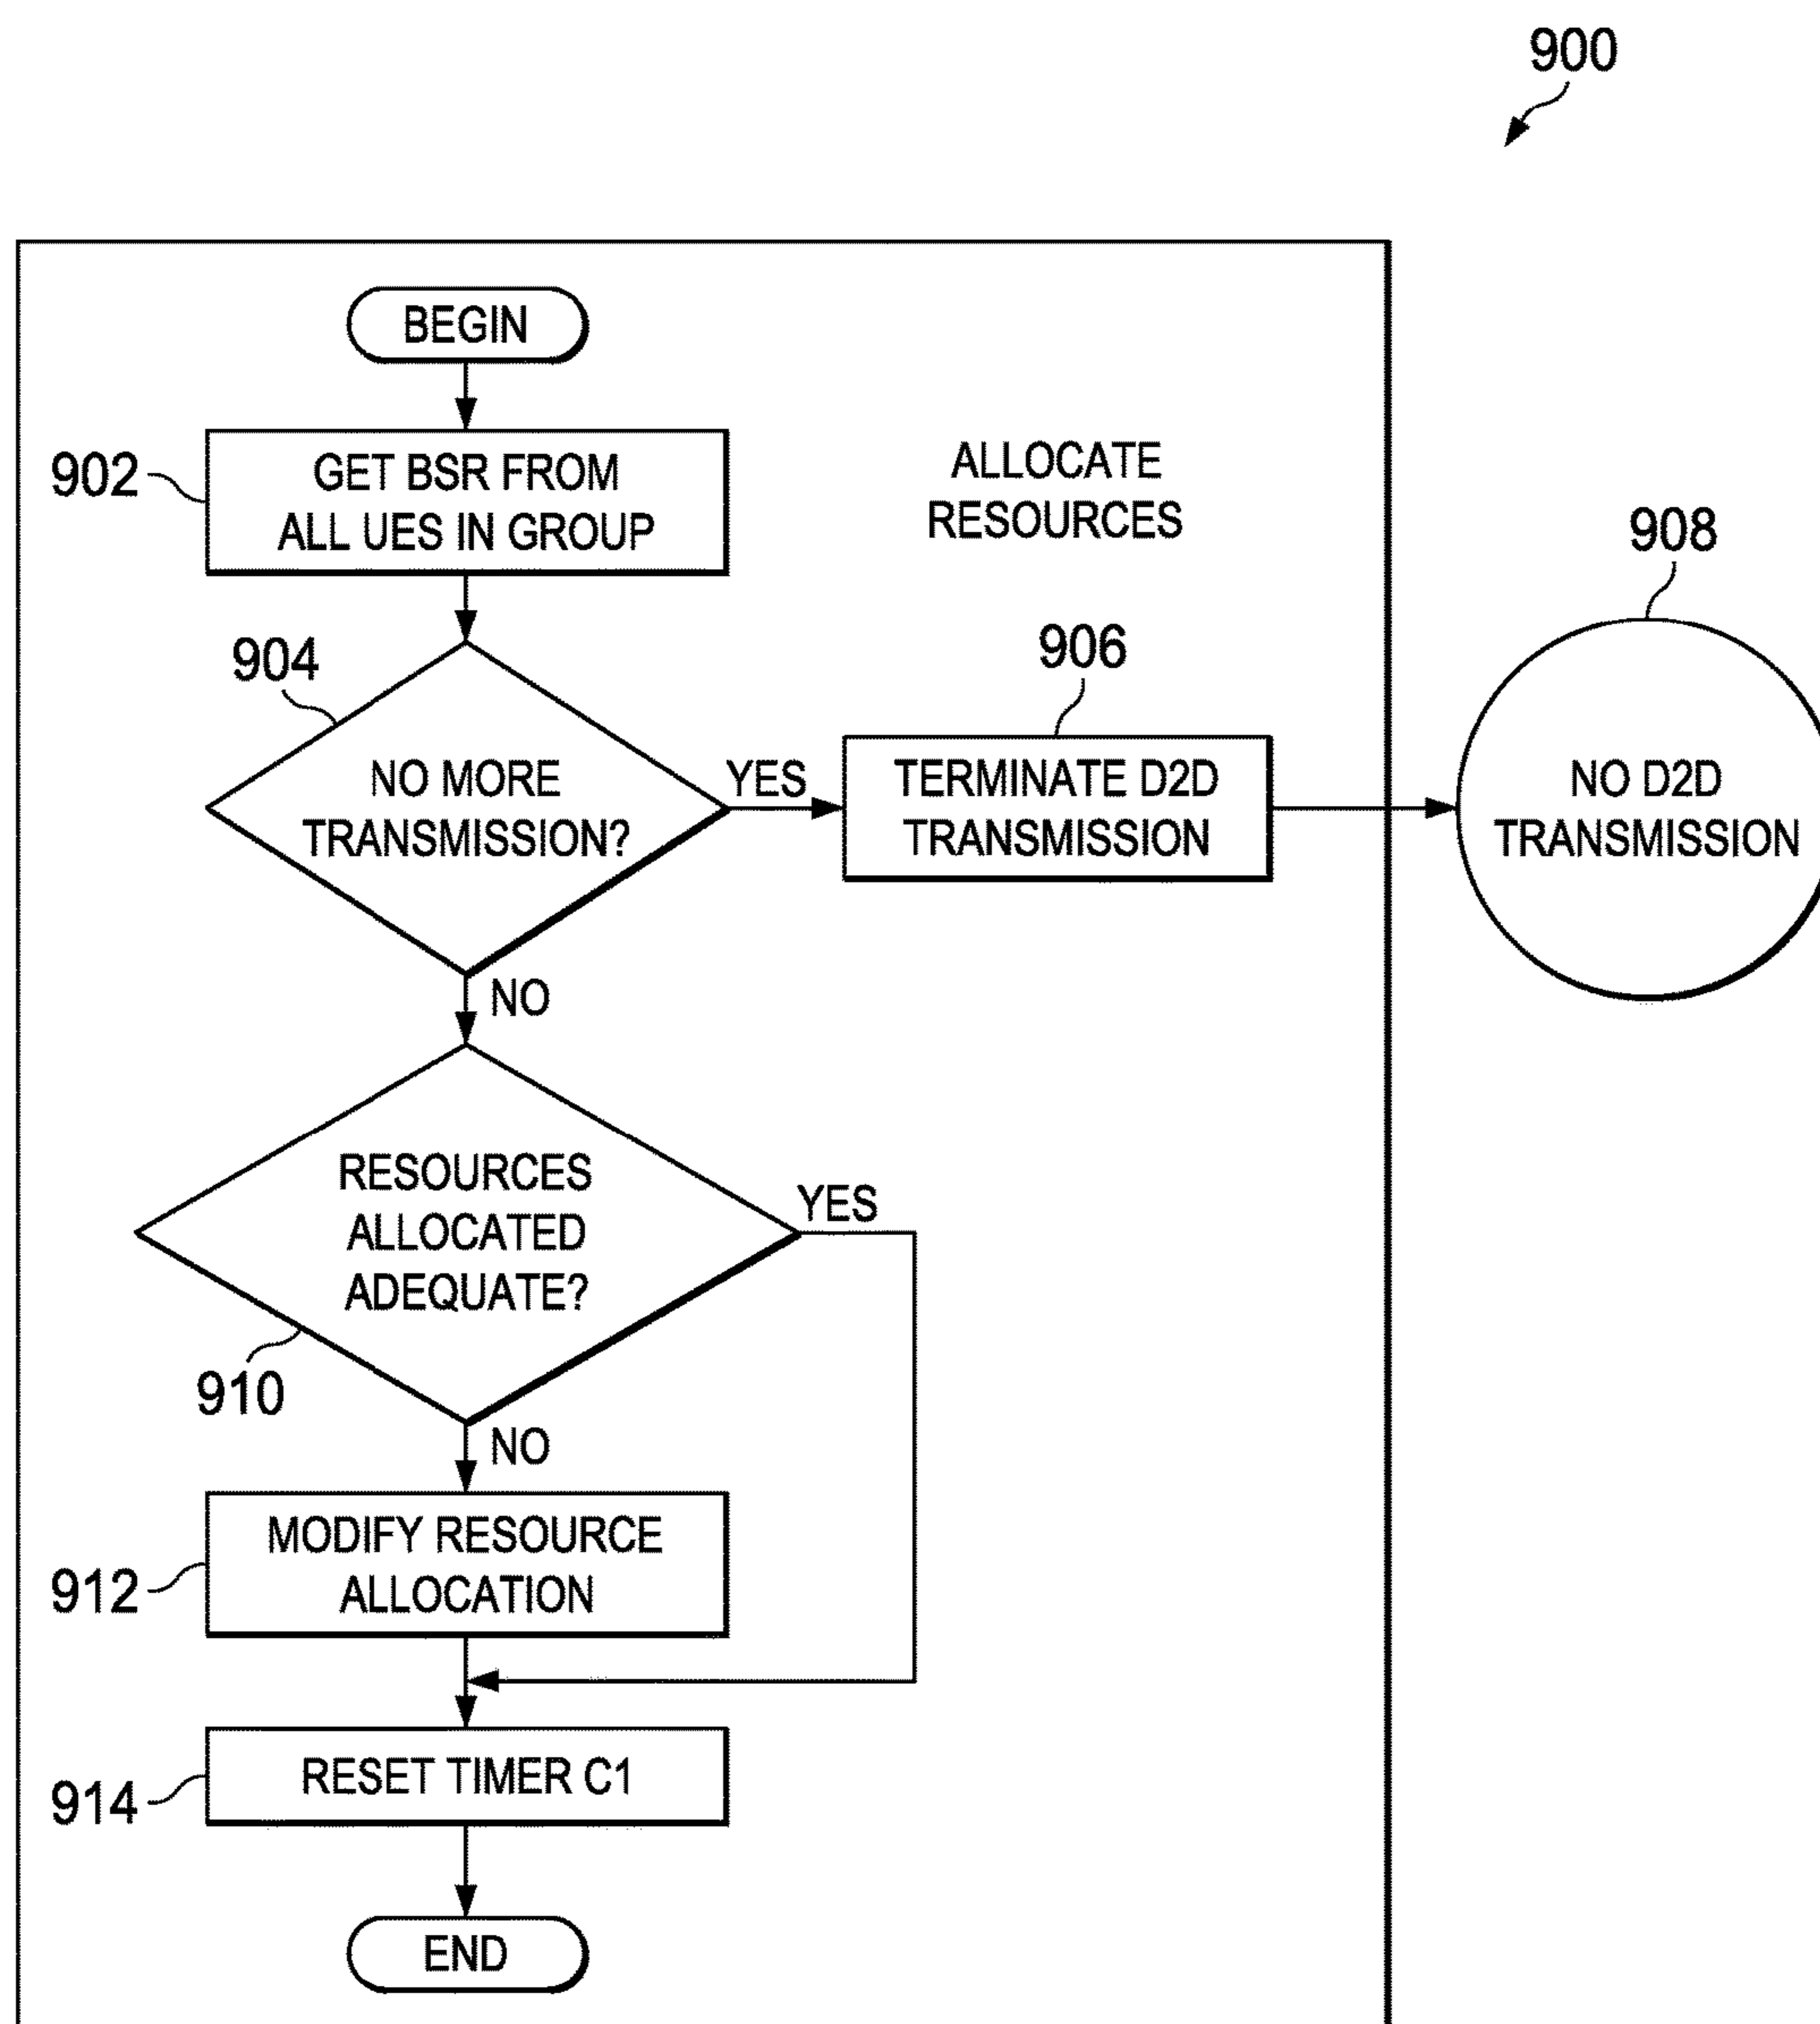 900
BEGIN
902
GET BSR FROM
ALL UES IN GROUP
ALLOCATE
RESOURCES
904
NO MORE
TRANSMISSION?
YES
906
TERMINATE D2D
TRANSMISSION
908
NO D2D
TRANSMISSION
NO
RESOURCES
ALLOCATED
ADEQUATE?
YES
910
NO
912
MODIFY RESOURCE
ALLOCATION
914
RESET TIMER C1
END